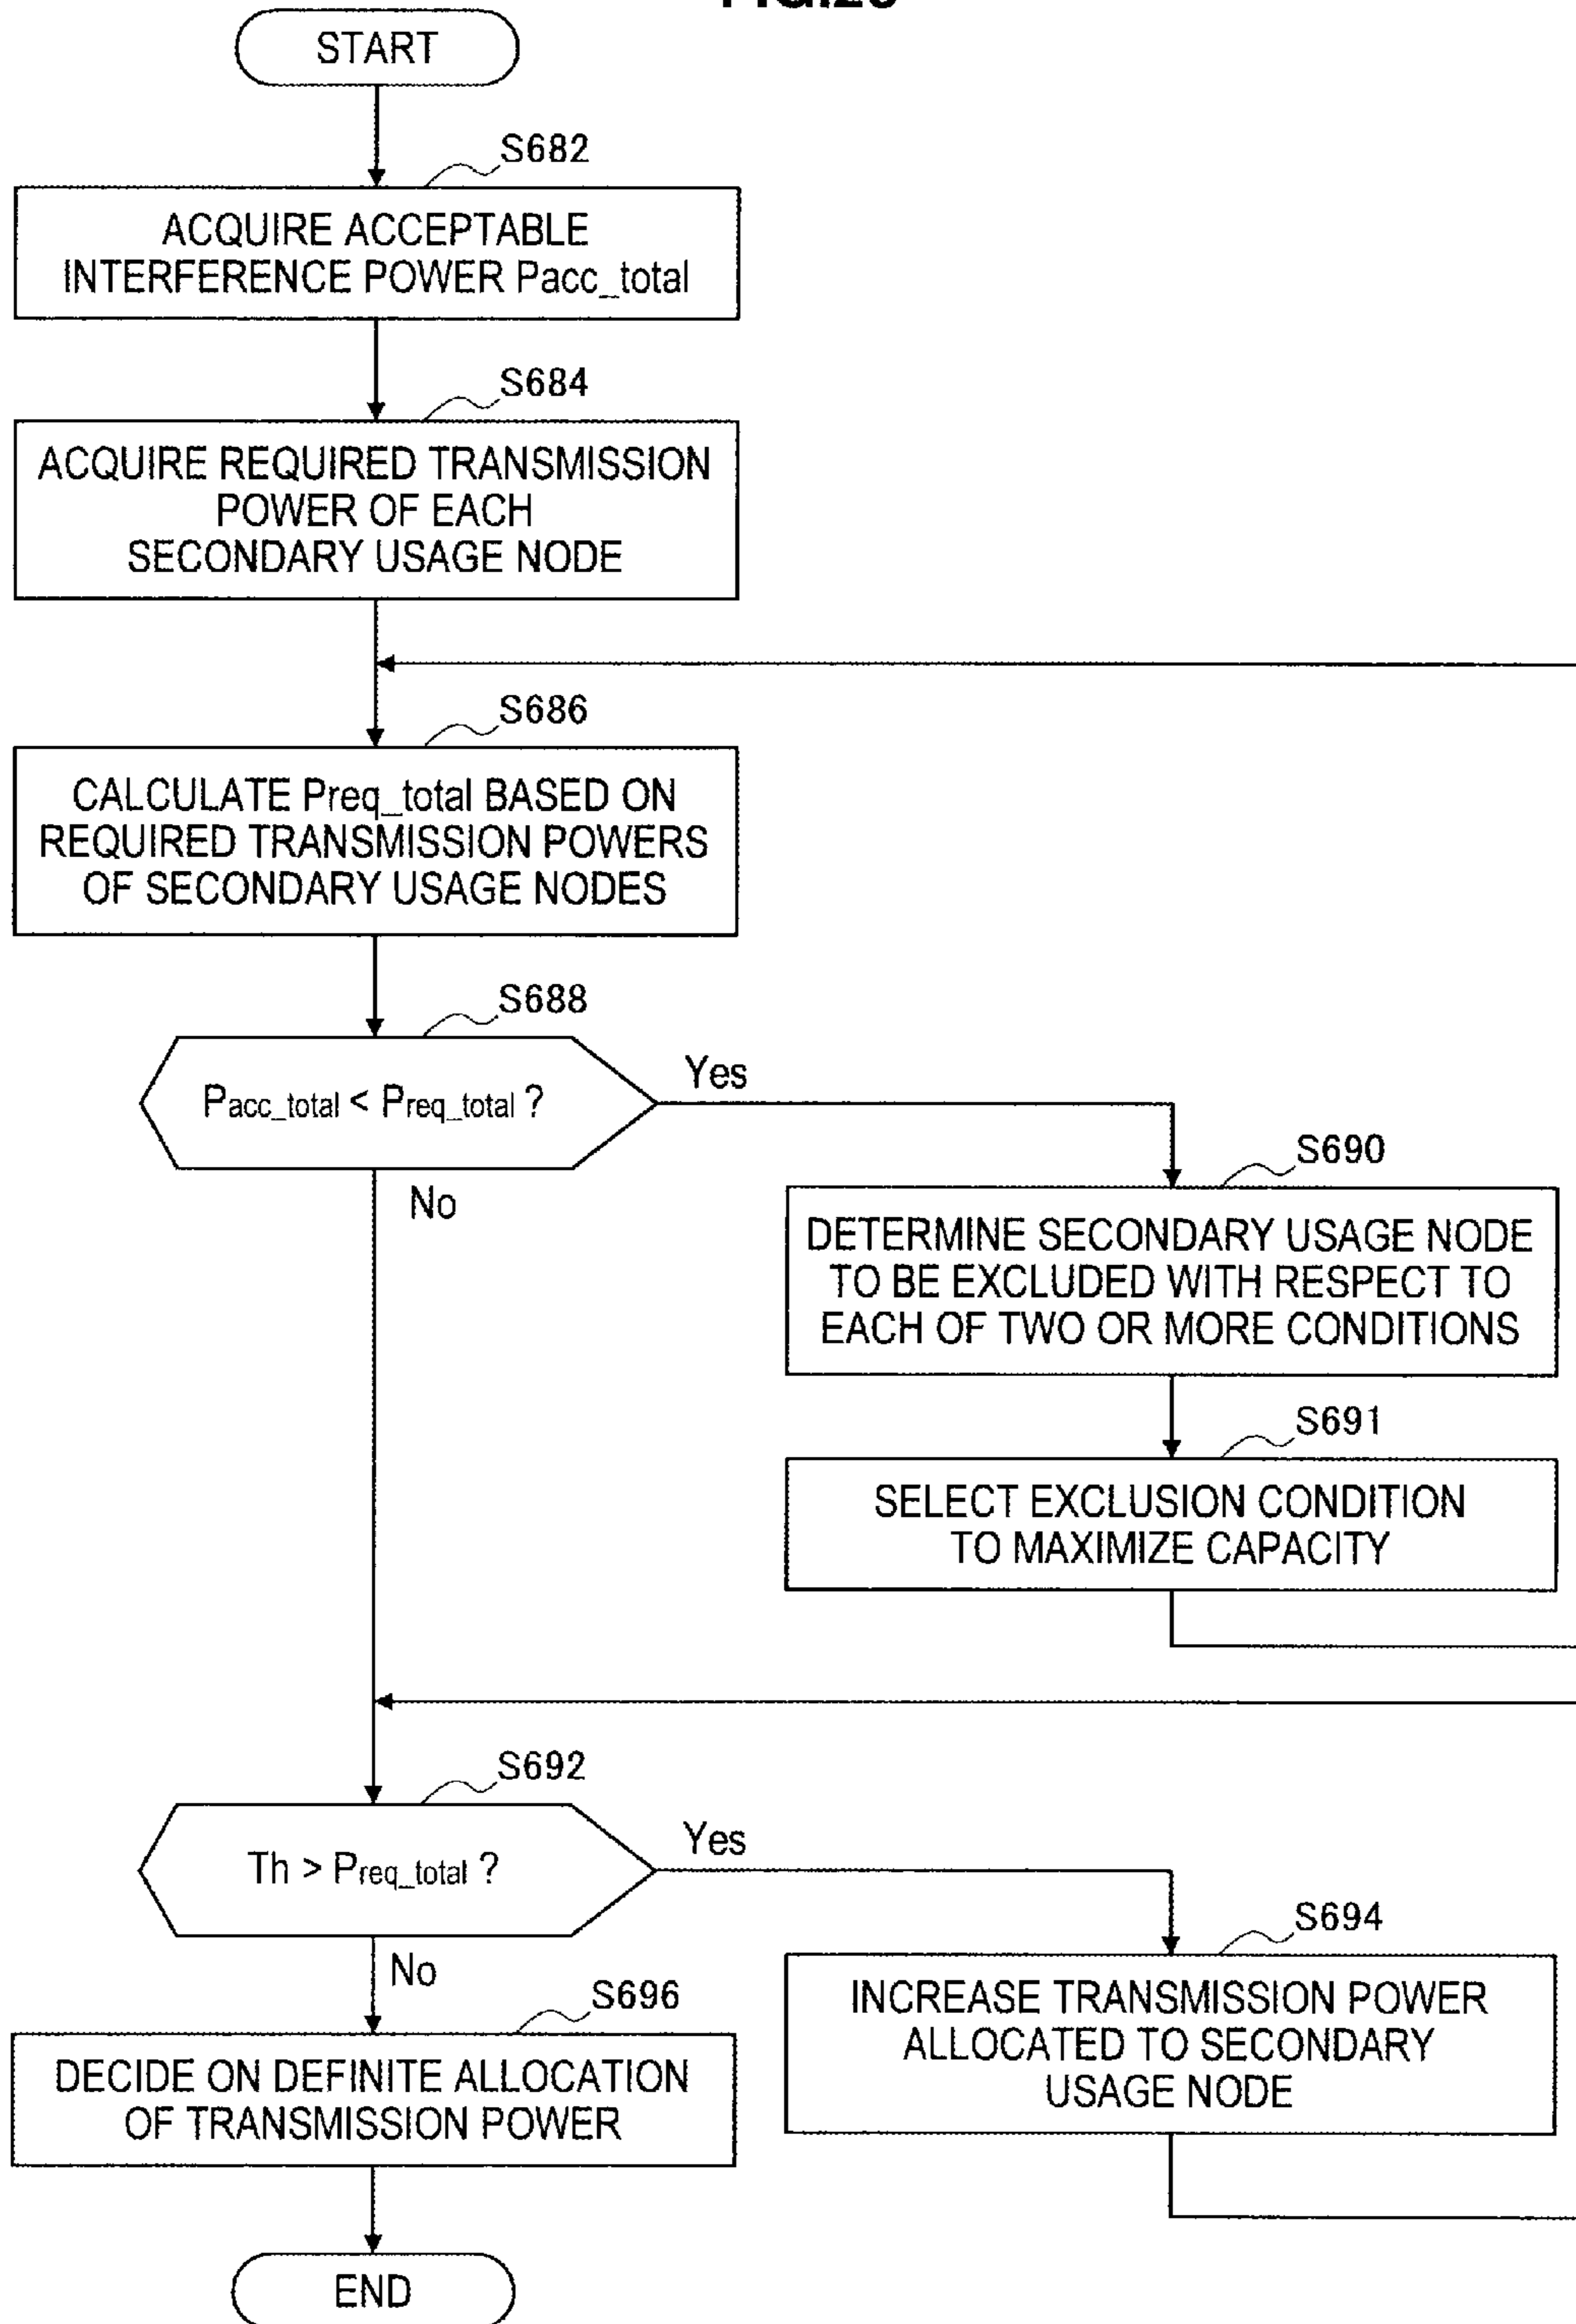 START
S682
ACQUIRE ACCEPTABLE
INTERFERENCE POWER Pacc_total
S684
ACQUIRE REQUIRED TRANSMISSION
POWER OF EACH
SECONDARY USAGE NODE
S686
CALCULATE Preq_total BASED ON
REQUIRED TRANSMISSION POWERS
OF SECONDARY USAGE NODES
S688
Pacc_total < Preq_total ?
Yes
No
S690
DETERMINE SECONDARY USAGE NODE
TO BE EXCLUDED WITH RESPECT TO
EACH OF TWO OR MORE CONDITIONS
S691
SELECT EXCLUSION CONDITION
TO MAXIMIZE CAPACITY
S692
Th > Preq_total ?
Yes
No
S694
INCREASE TRANSMISSION POWER
ALLOCATED TO SECONDARY
USAGE NODE
S696
DECIDE ON DEFINITE ALLOCATION
OF TRANSMISSION POWER
END